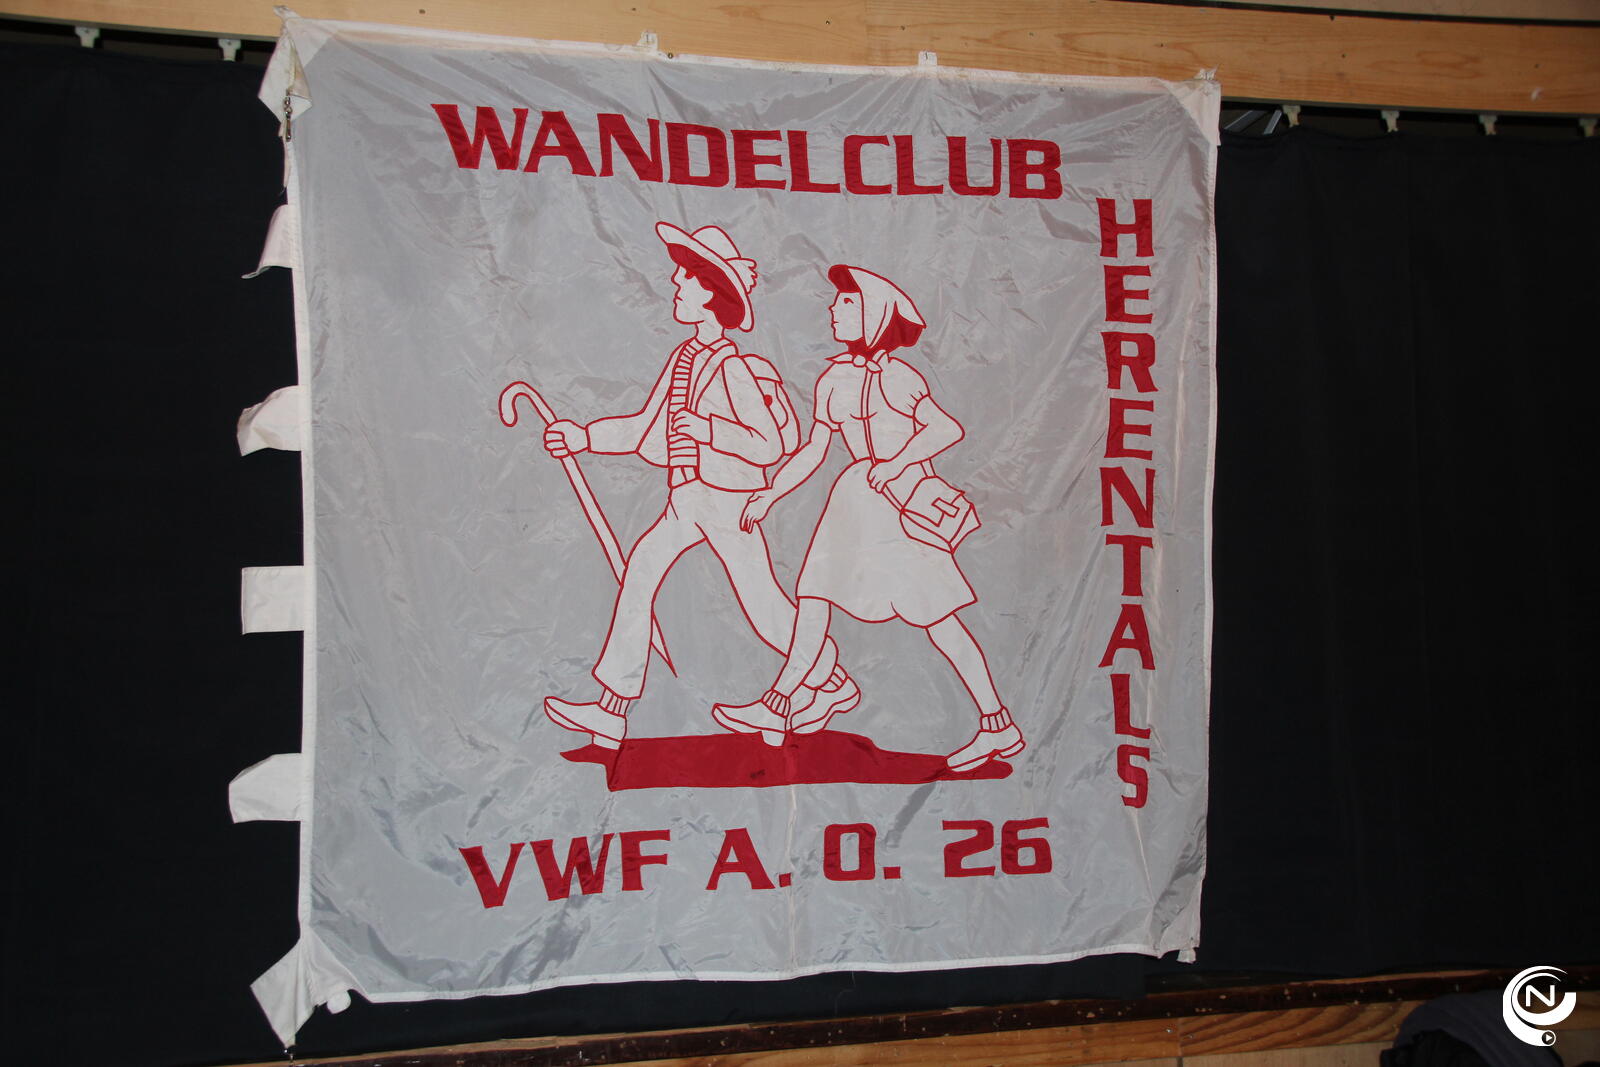 WANDELCLUB
HERENTALS
VWF A. O. 26
N